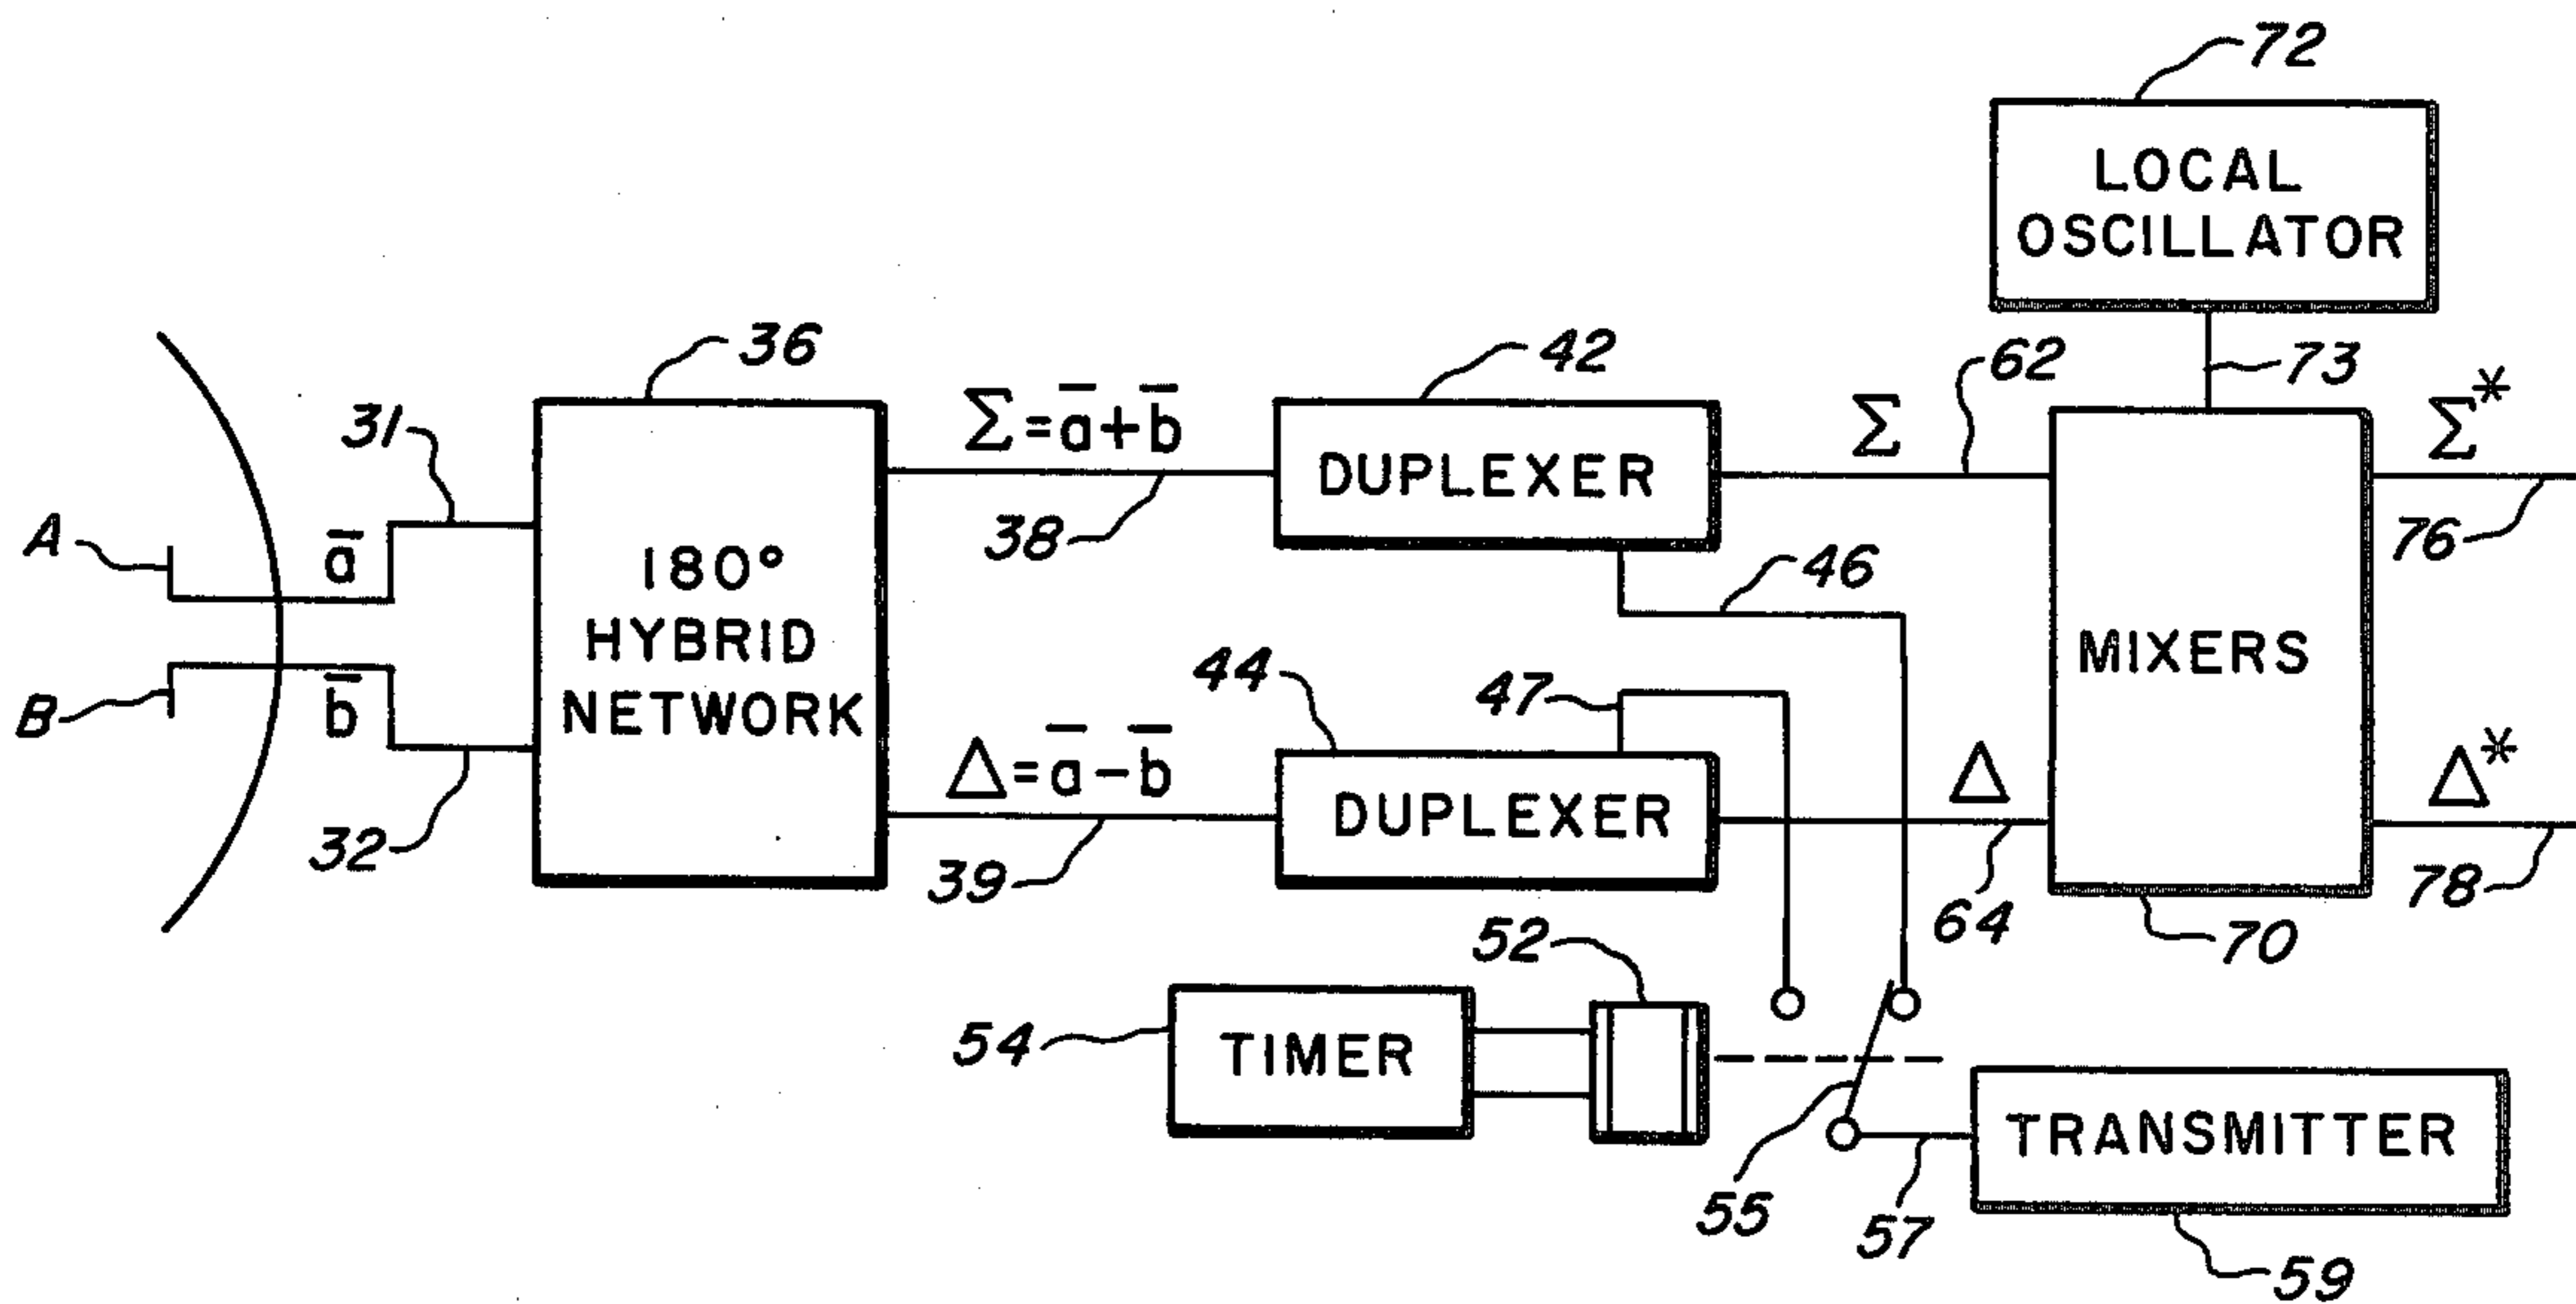 72
LOCAL
OSCILLATOR
36
42
62
73
31
Σ = a̅ + b̅
Σ
Σ*
DUPLEXER
A
a̅
38
76
180°
HYBRID
NETWORK
46
MIXERS
B
b̅
44
47
Δ = a̅ − b̅
Δ
Δ*
DUPLEXER
32
39
64
70
78
52
54
TIMER
TRANSMITTER
55
57
59